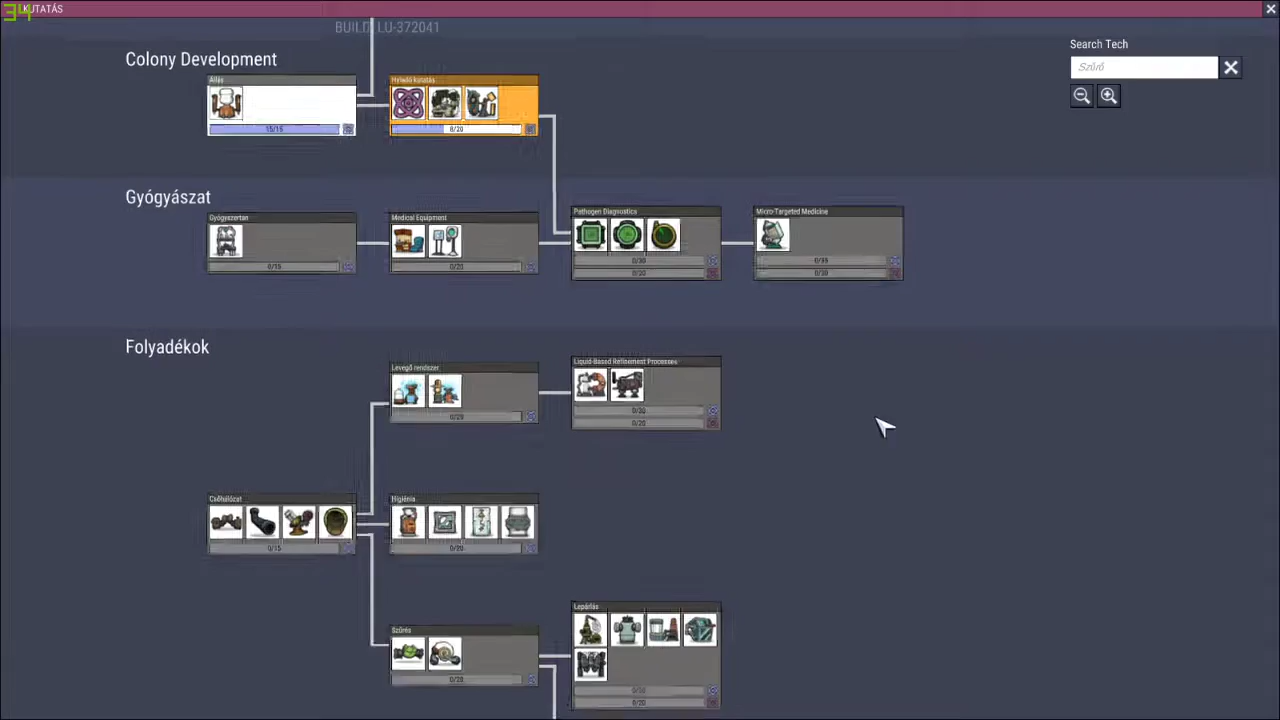 KUTATÁS
34
BUILD: LU-372041
Colony Development
Search Tech
Szűrő
Állás
Haladó kutatás
15/15
8/20
Gyógyászat
Gyógyszertan
Medical Equipment
Pathogen Diagnostics
Micro-Targeted Medicine
0/15
0/20
0/30
0/20
0/30
Folyadékok
Levegő rendszer
Liquid-Based Refinement Processes
0/20
0/30
0/20
Csőhálózat
Higiénia
0/15
0/20
Lepárlás
Szűrés
0/20
0/30
0/20